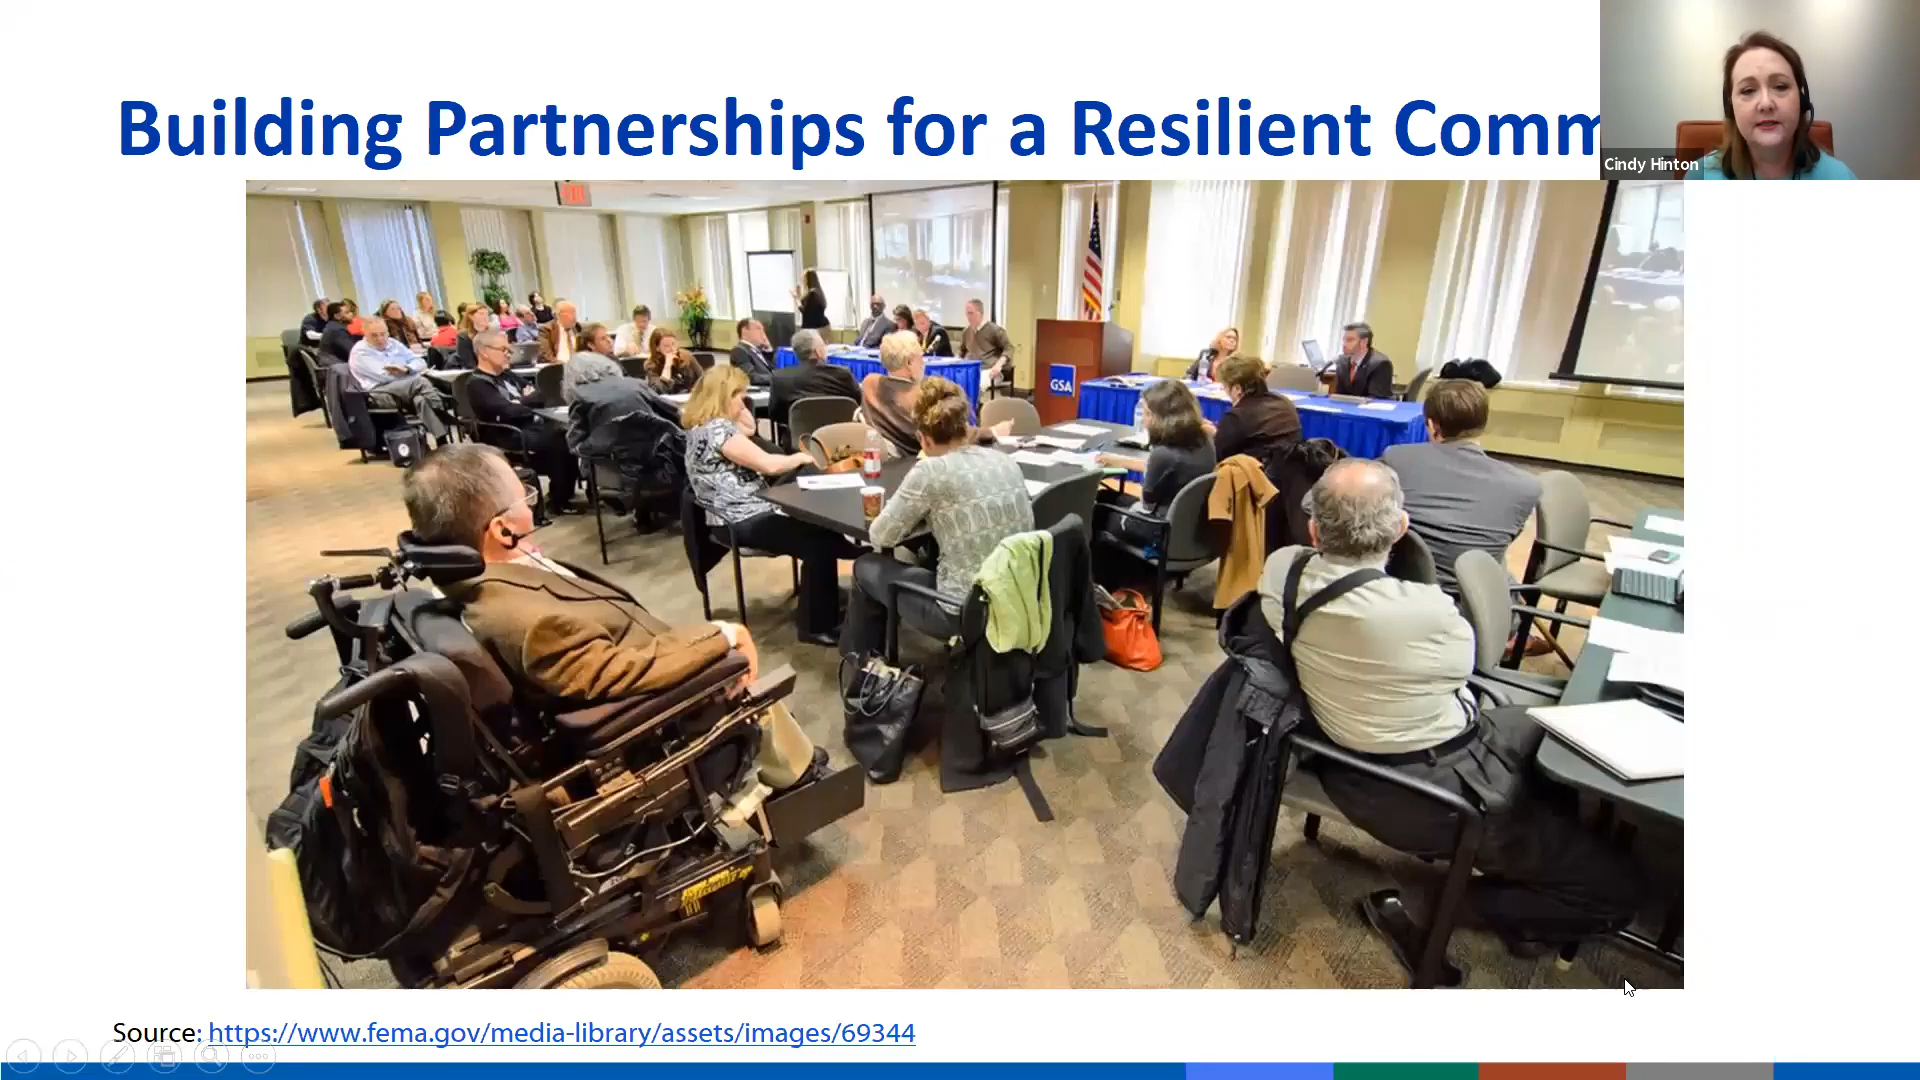 Building Partnerships for a Resilient Comm
Cindy Hinton
EXIT
GSA
Source: https://www.fema.gov/media-library/assets/images/69344